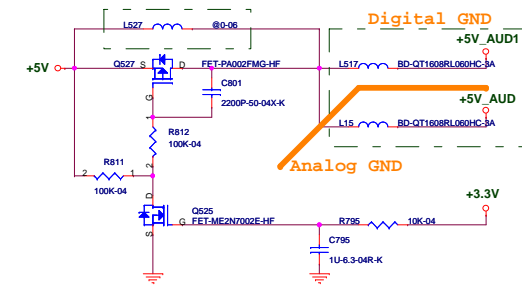 Digital GND
L527 @0-06
+5V_AUD1
+5V
Q527 S D FET-PA002FMG-HF
L517 BD-QT1608RL060HC-3A
G
C801
2200P-50-04X-K
+5V_AUD
R812
100K-04
L15 BD-QT1608RL060HC-3A
2
Analog GND
R811
2 1
100K-04
D
Q525
FET-ME2N7002E-HF
G
S
+3.3V
R795 10K-04
C795
1U-6.3-04R-K